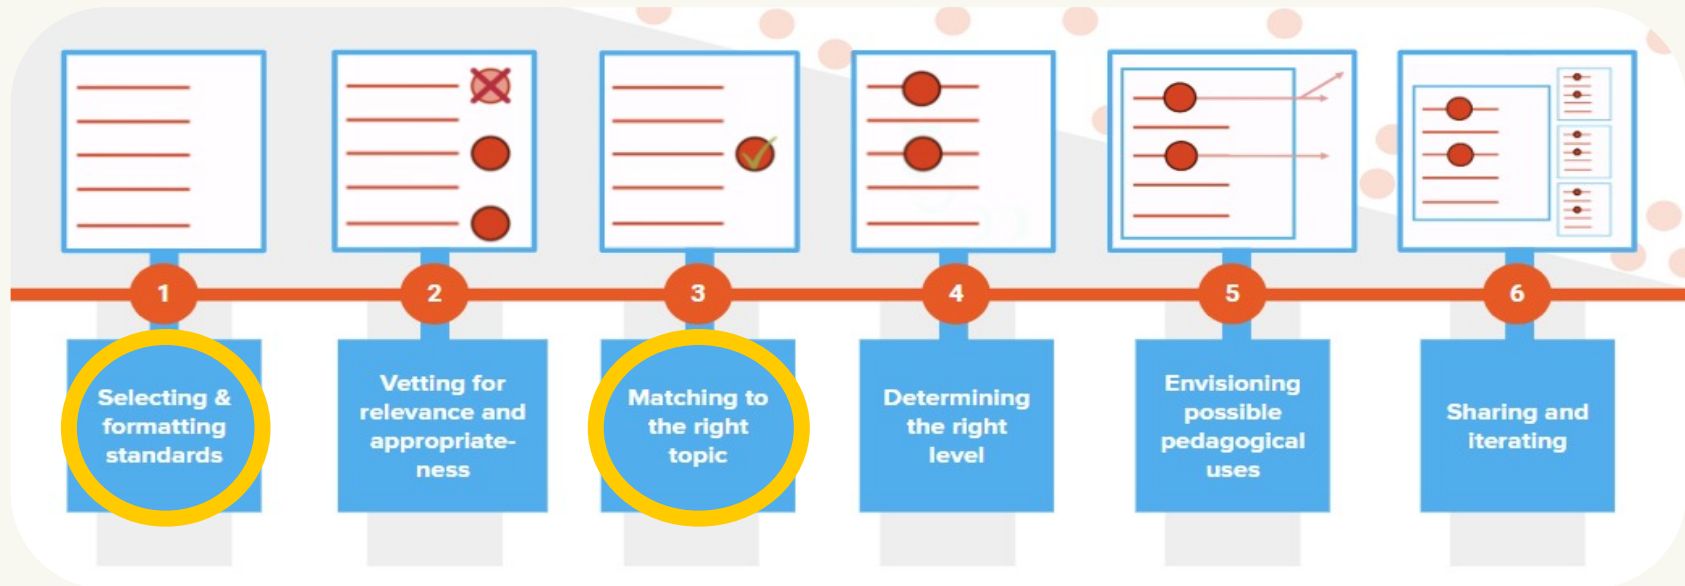 1
2
3
4
5
6
Selecting &
formatting
standards
Vetting for
relevance and
appropriate-
ness
Matching to
the right
topic
Determining
the right
level
Envisioning
possible
pedagogical
uses
Sharing and
iterating